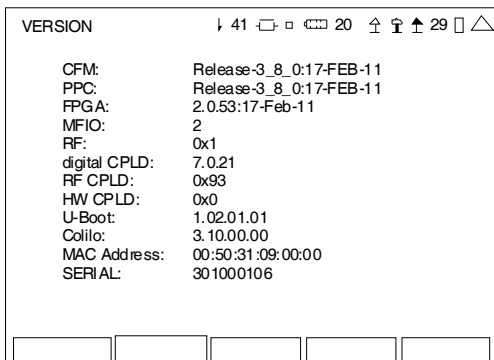 VERSION 41 20 29
CFM: Release-3_8_0:17-FEB-11
PPC: Release-3_8_0:17-FEB-11
FPGA: 2.0.53:17-Feb-11
MFIO: 2
RF: 0x1
digital CPLD: 7.0.21
RF CPLD: 0x93
HW CPLD: 0x0
U-Boot: 1.02.01.01
Colilo: 3.10.00.00
MAC Address: 00:50:31:09:00:00
SERIAL: 301000106